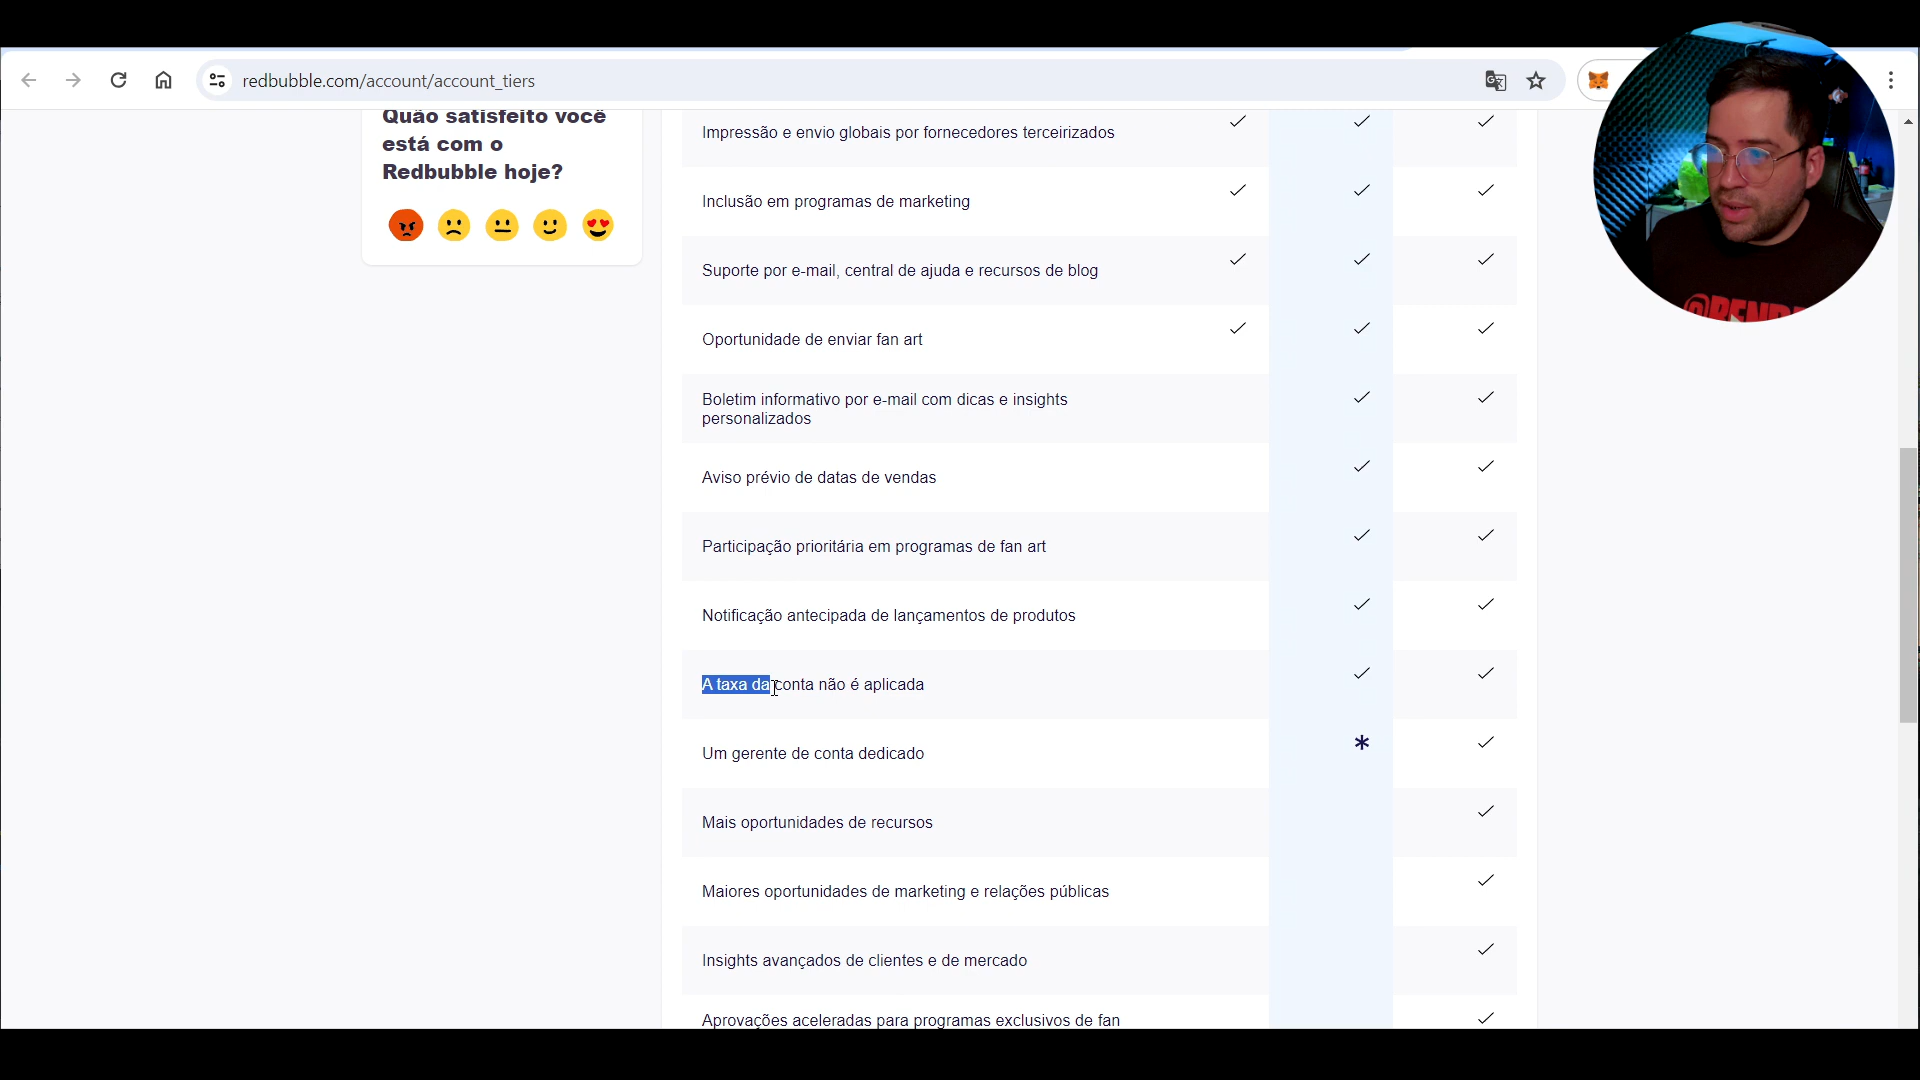 redbubble.com/account/account_tiers
Quão satisfeito você
está com o
Redbubble hoje?
Impressão e envio globais por fornecedores terceirizados
Inclusão em programas de marketing
Suporte por e-mail, central de ajuda e recursos de blog
Oportunidade de enviar fan art
Boletim informativo por e-mail com dicas e insights
personalizados
Aviso prévio de datas de vendas
Participação prioritária em programas de fan art
Notificação antecipada de lançamentos de produtos
A taxa da conta não é aplicada
Um gerente de conta dedicado
*
Mais oportunidades de recursos
Maiores oportunidades de marketing e relações públicas
Insights avançados de clientes e de mercado
Aprovações aceleradas para programas exclusivos de fan